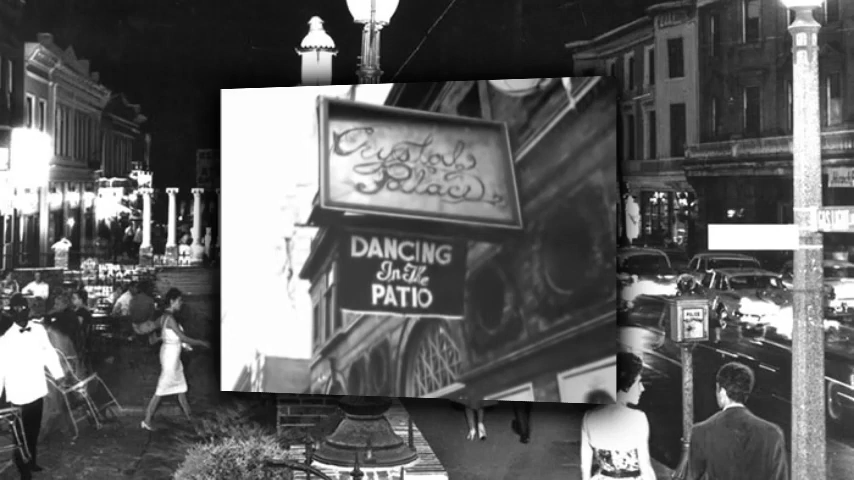 Crystal
Palace
DANCING
In The
PATIO
POLICE